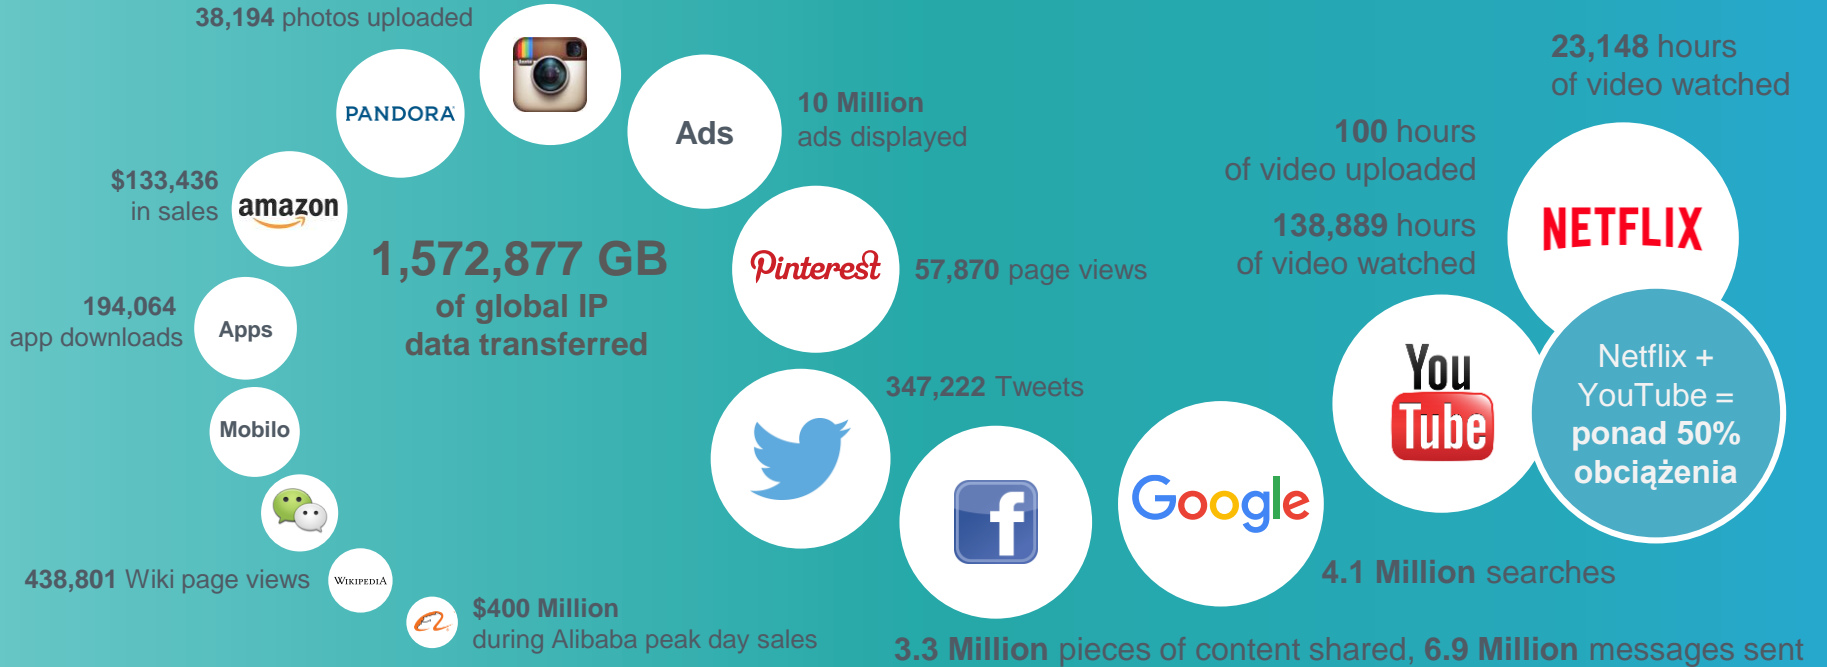 38,194 photos uploaded
PANDORA
Ads
10 Million
ads displayed
$133,436
in sales
amazon
1,572,877 GB
of global IP
data transferred
Pinterest
57,870 page views
194,064
app downloads
Apps
Mobilo
438,801 Wiki page views
WIKIPEDIA
$400 Million
during Alibaba peak day sales
347,222 Tweets
f
3.3 Million pieces of content shared, 6.9 Million messages sent
Google
4.1 Million searches
100 hours
of video uploaded
138,889 hours
of video watched
You
Tube
23,148 hours
of video watched
NETFLIX
Netflix +
YouTube =
ponad 50%
obciążenia